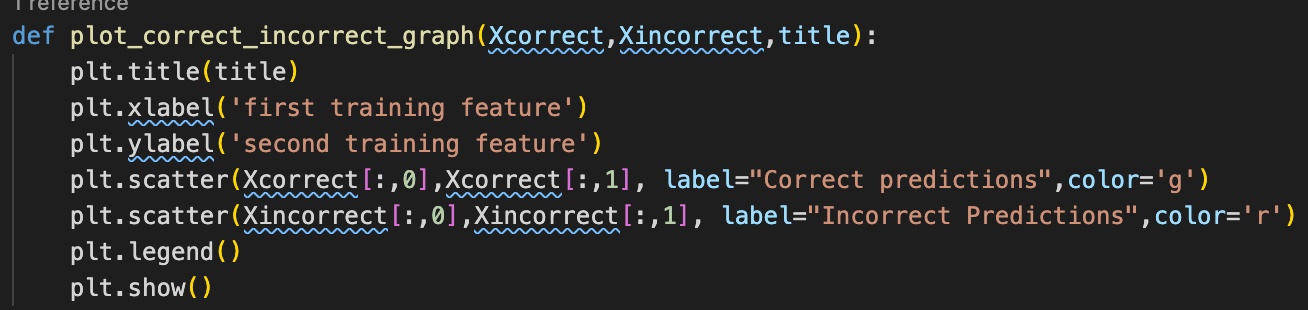 1 reference
def plot_correct_incorrect_graph(Xcorrect,Xincorrect,title):
    plt.title(title)
    plt.xlabel('first training feature')
    plt.ylabel('second training feature')
    plt.scatter(Xcorrect[:,0],Xcorrect[:,1], label="Correct predictions",color='g')
    plt.scatter(Xincorrect[:,0],Xincorrect[:,1], label="Incorrect Predictions",color='r')
    plt.legend()
    plt.show()